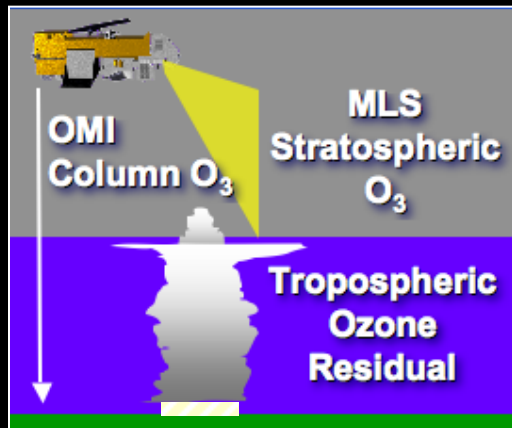 OMI
Column O₃
MLS
Stratospheric
O₃
Tropospheric
Ozone
Residual